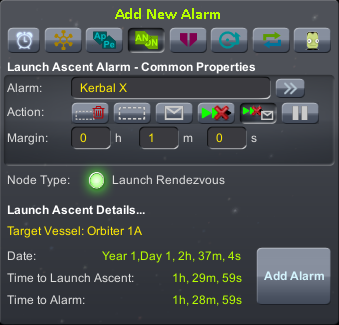 Add New Alarm
Ap Pe
AN DN
Launch Ascent Alarm - Common Properties
Alarm: Kerbal X
Action:
Margin: 0 h 1 m 0 s
Node Type: Launch Rendezvous
Launch Ascent Details...
Target Vessel: Orbiter 1A
Date: Year 1,Day 1, 2h, 37m, 4s
Time to Launch Ascent: 1h, 29m, 59s
Add Alarm
Time to Alarm: 1h, 28m, 59s